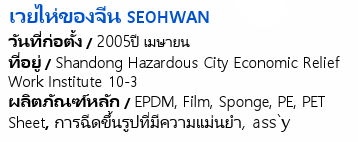 เวยไห่ของจีน SEOHWAN
วันที่ก่อตั้ง / 2005ปี เมษายน
ที่อยู่ / Shandong Hazardous City Economic Relief
Work Institute 10-3
ผลิตภัณฑ์หลัก / EPDM, Film, Sponge, PE, PET
Sheet, การฉีดขึ้นรูปที่มีความแม่นยำ, ass`y